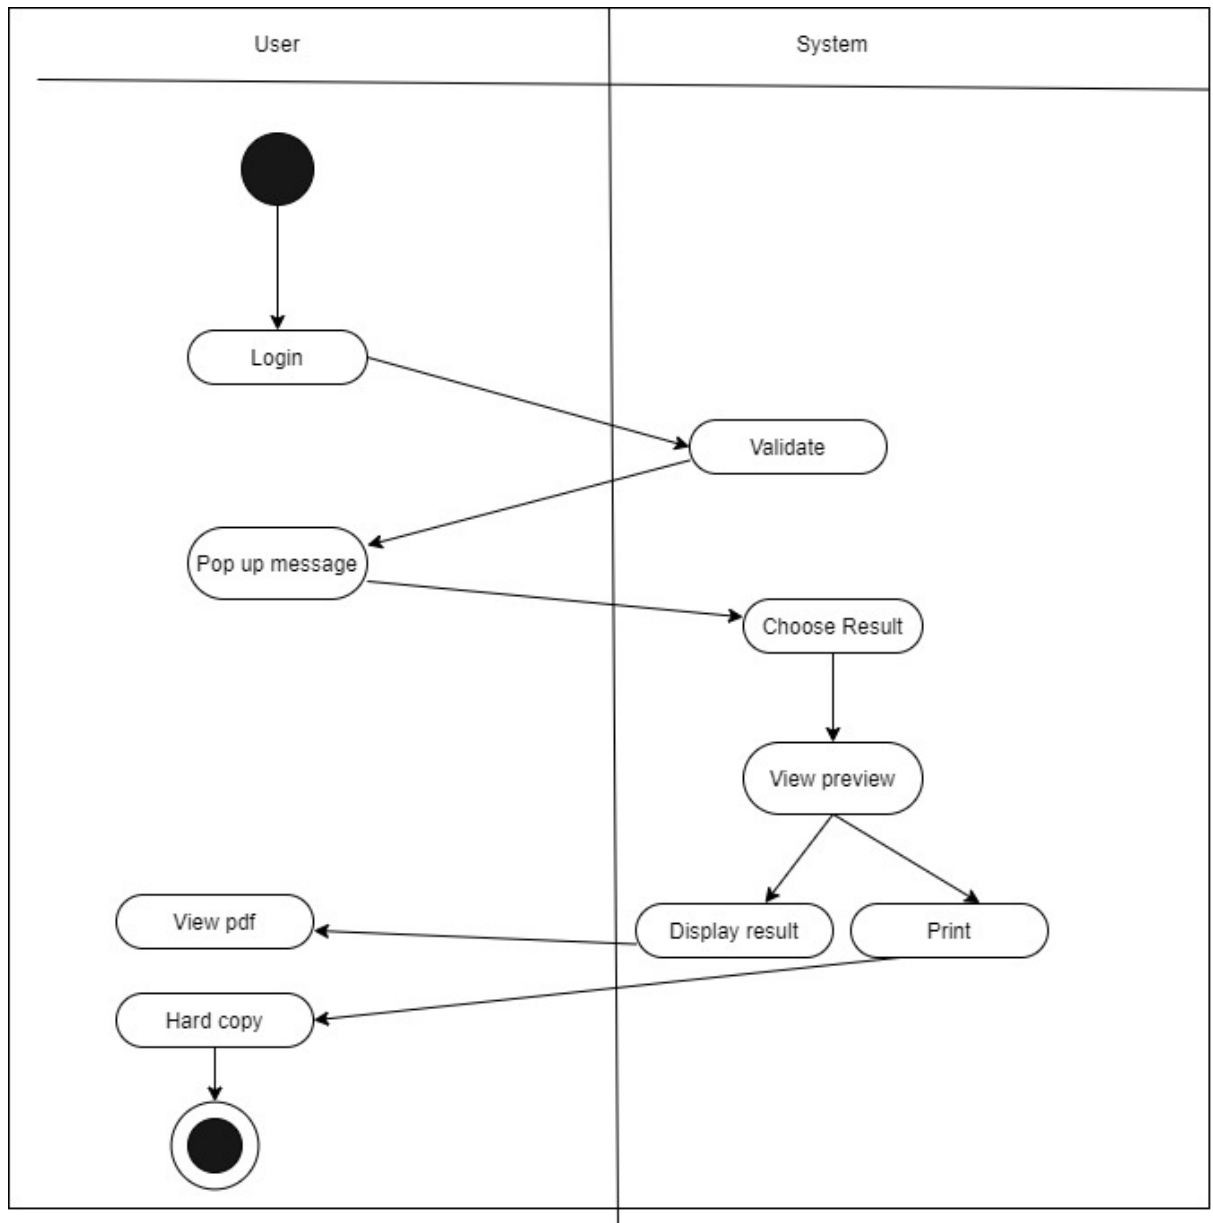 User
System
Login
Validate
Pop up message
Choose Result
View preview
View pdf
Display result
Print
Hard copy